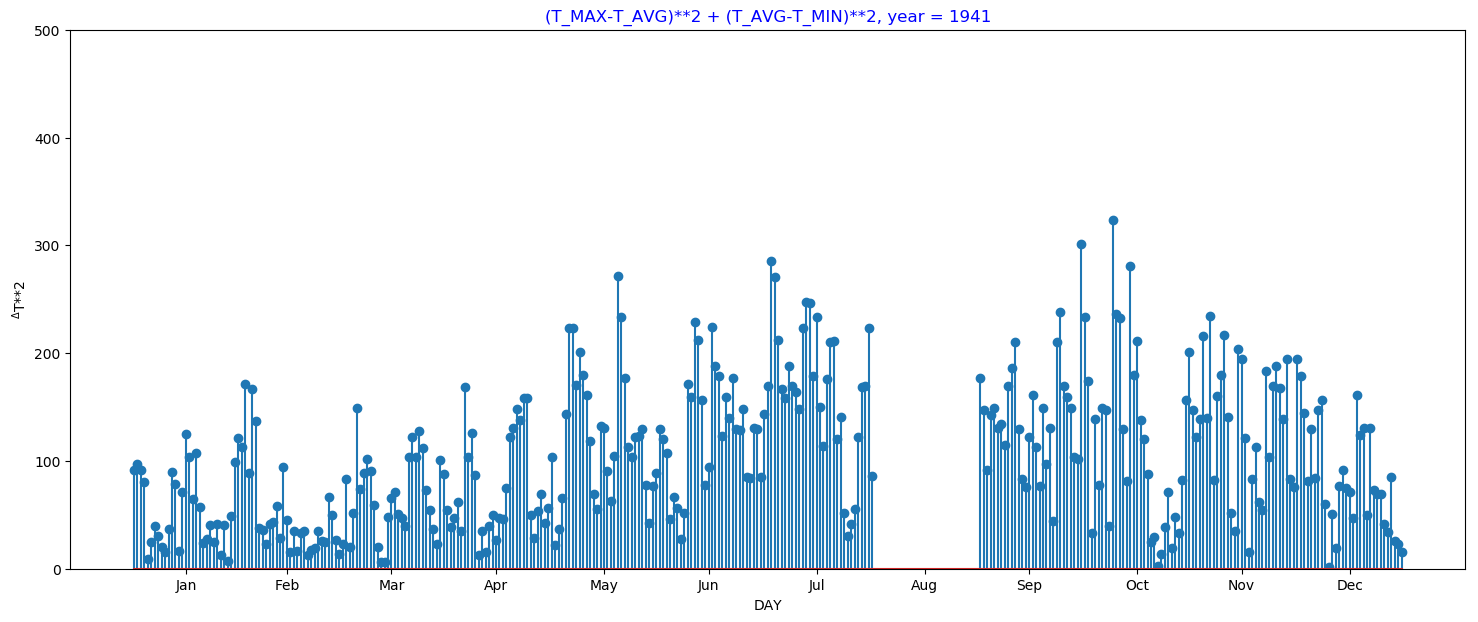 (T_MAX-T_AVG)**2 + (T_AVG-T_MIN)**2, year = 1941
500
400
300
200
100
0
ΔT**2
Jan Feb Mar Apr May Jun Jul Aug Sep Oct Nov Dec
DAY